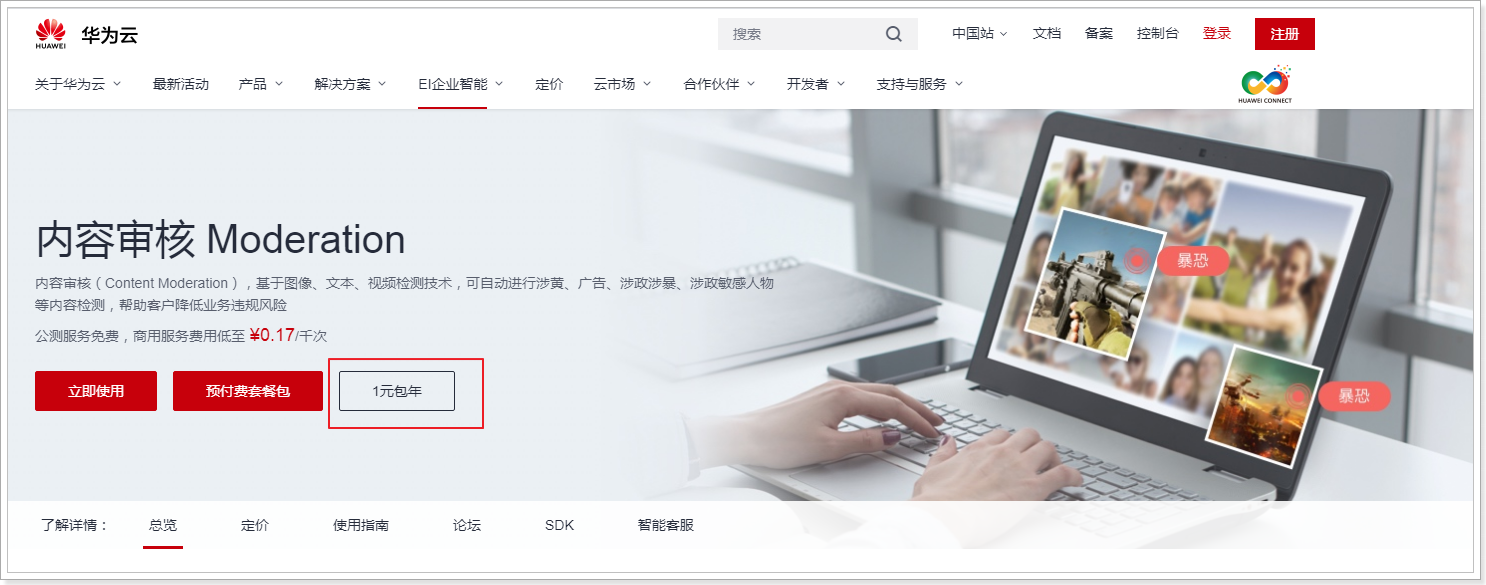 HUAWEI 华为云 搜索 中国站 文档 备案 控制台 登录 注册
关于华为云 最新活动 产品 解决方案 EI企业智能 定价 云市场 合作伙伴 开发者 支持与服务 HUAWEI CONNECT
内容审核 Moderation
暴恐
内容审核（Content Moderation），基于图像、文本、视频检测技术，可自动进行涉黄、广告、涉政涉暴、涉政敏感人物
等内容检测，帮助客户降低业务违规风险
公测服务免费，商用服务费用低至 ¥0.17/千次
立即使用 预付费套餐包 1元包年
暴恐
了解详情： 总览 定价 使用指南 论坛 SDK 智能客服